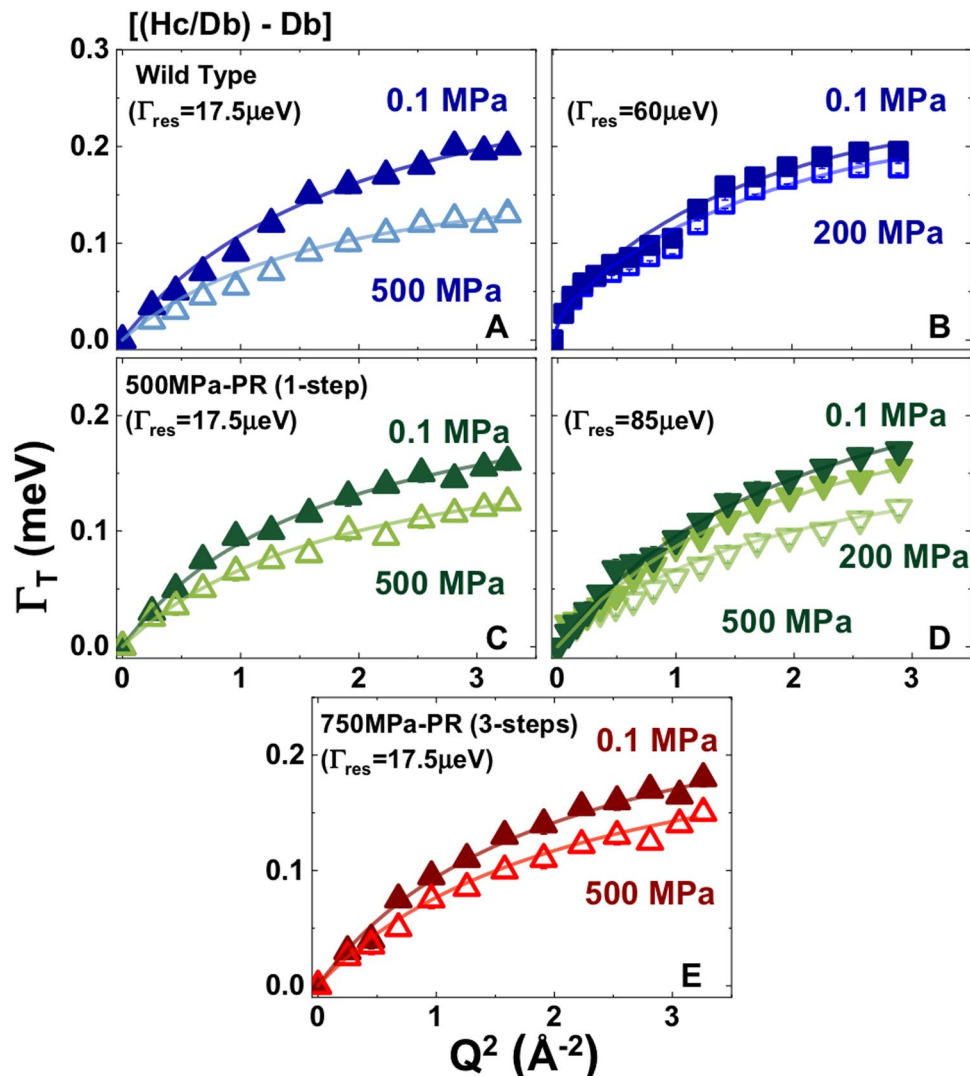 [(Hc/Db) - Db]
0.3
Wild Type
(Γres=17.5μeV)
0.1 MPa
0.2
0.1
500 MPa
0.0
A
(Γres=60μeV)
0.1 MPa
200 MPa
B
500MPa-PR (1-step)
(Γres=17.5μeV)
0.1 MPa
0.2
0.1
500 MPa
0.0
C
0 1 2 3
(Γres=85μeV)
0.1 MPa
200 MPa
500 MPa
D
0 1 2 3
ΓT (meV)
750MPa-PR (3-steps)
(Γres=17.5μeV)
0.1 MPa
0.2
0.1
500 MPa
0.0
E
0 1 2 3
Q² (Å⁻²)